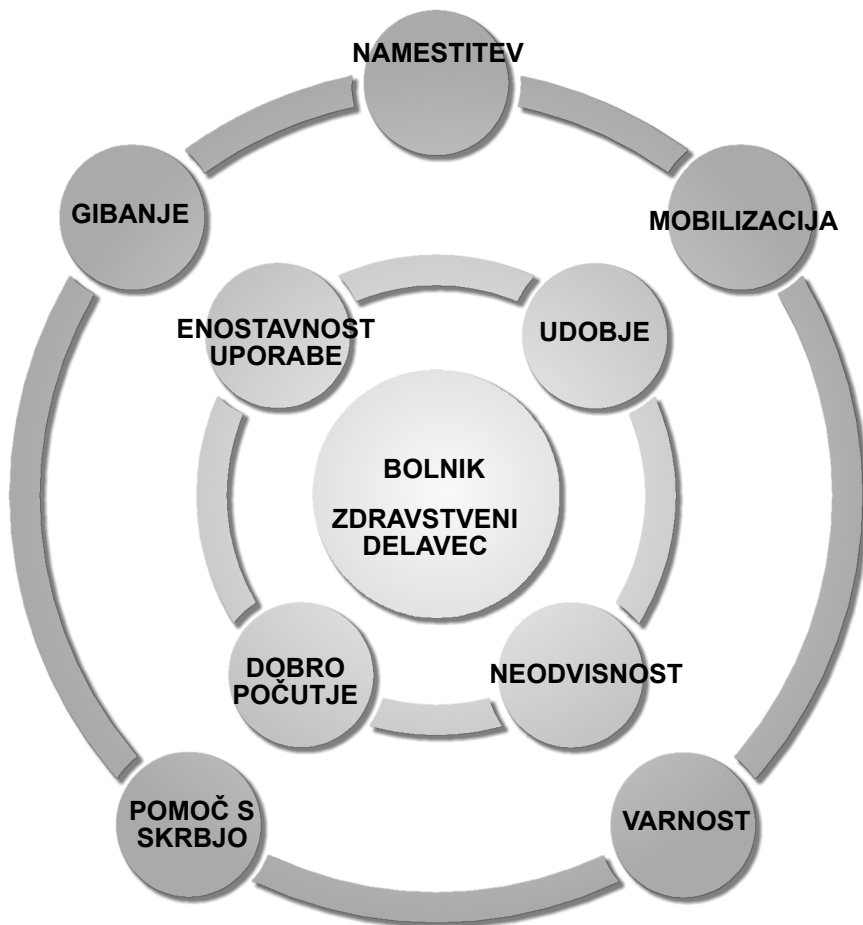 NAMESTITEV
GIBANJE
MOBILIZACIJA
ENOSTAVNOST
UPORABE
UDOBJE
BOLNIK
ZDRAVSTVENI
DELAVEC
DOBRO
POČUTJE
NEODVISNOST
POMOČ S
SKRBJO
VARNOST